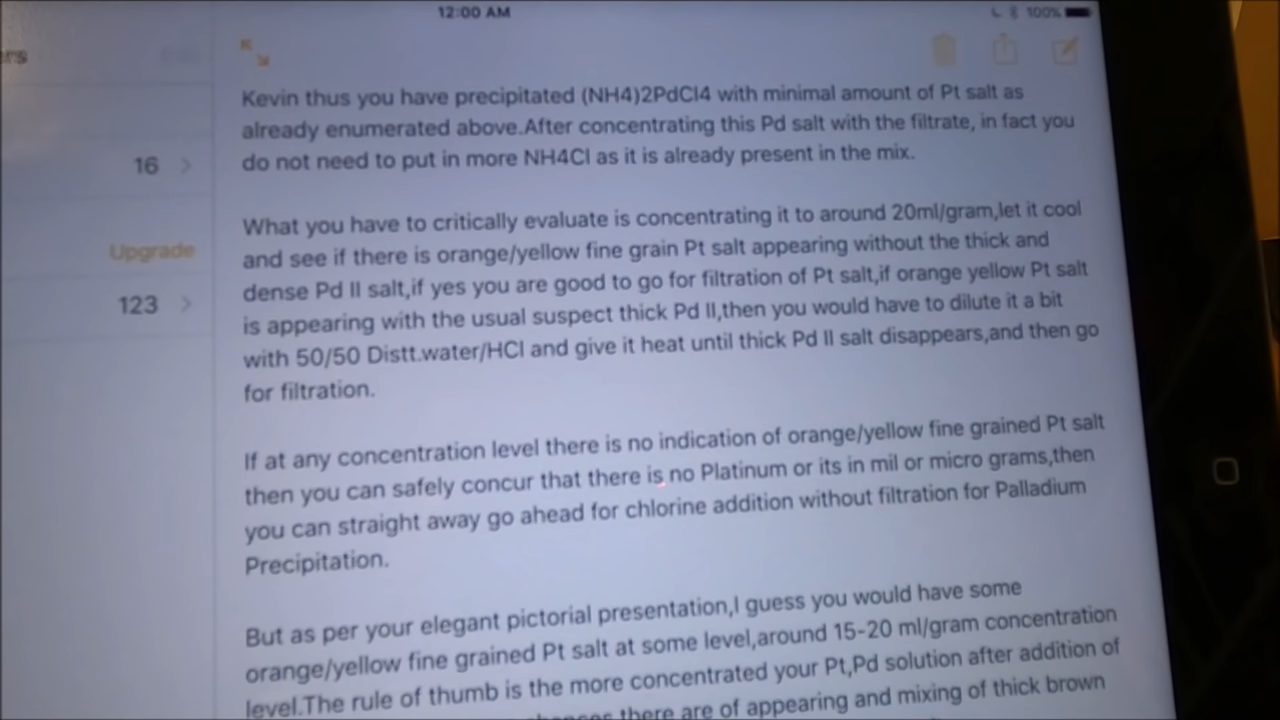 12:00 AM
100%
Kevin thus you have precipitated (NH4)2PdCl4 with minimal amount of Pt salt as
already enumerated above.After concentrating this Pd salt with the filtrate, in fact you
do not need to put in more NH4Cl as it is already present in the mix.
16
What you have to critically evaluate is concentrating it to around 20ml/gram,let it cool
and see if there is orange/yellow fine grain Pt salt appearing without the thick and
Upgrade
dense Pd II salt,if yes you are good to go for filtration of Pt salt,if orange yellow Pt salt
123
is appearing with the usual suspect thick Pd II,then you would have to dilute it a bit
with 50/50 Distt.water/HCl and give it heat until thick Pd II salt disappears,and then go
for filtration.
If at any concentration level there is no indication of orange/yellow fine grained Pt salt
then you can safely concur that there is no Platinum or its in mil or micro grams,then
you can straight away go ahead for chlorine addition without filtration for Palladium
Precipitation.
But as per your elegant pictorial presentation,I guess you would have some
orange/yellow fine grained Pt salt at some level,around 15-20 ml/gram concentration
level.The rule of thumb is the more concentrated your Pt,Pd solution after addition of
there are of appearing and mixing of thick brown